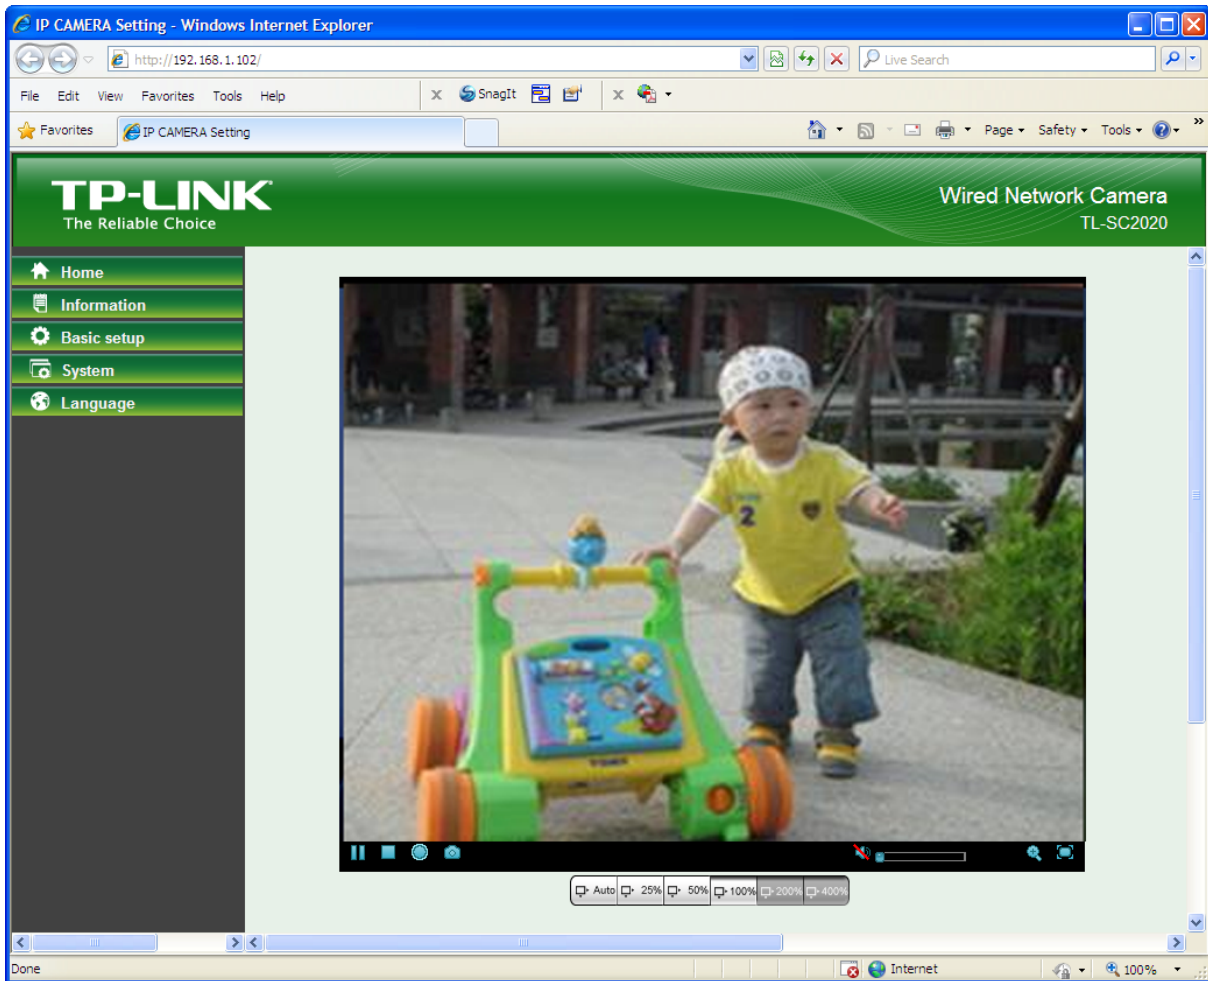 IP CAMERA Setting - Windows Internet Explorer
http://192.168.1.102/
Live Search
File Edit View Favorites Tools Help
x SnagIt x
Favorites IP CAMERA Setting
Page Safety Tools »
TP-LINK
The Reliable Choice
Wired Network Camera
TL-SC2020
Home
Information
Basic setup
System
Language
2
Auto 25% 50% 100% 200% 400%
Done Internet 100%